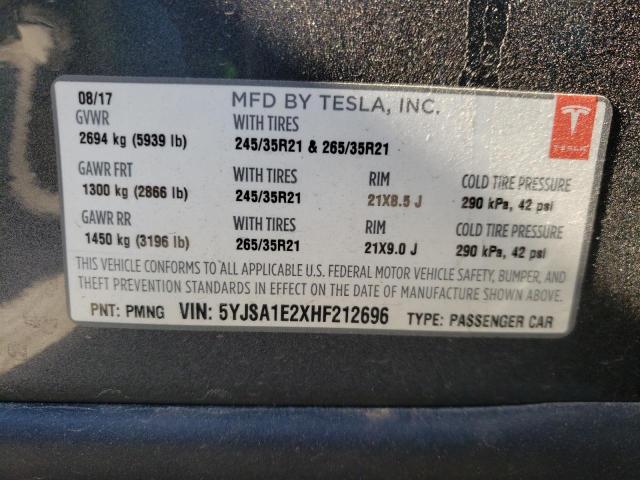 08/17 MFD BY TESLA, INC.
GVWR WITH TIRES
2694 kg (5939 lb) 245/35R21 & 265/35R21
TESLA
GAWR FRT WITH TIRES RIM COLD TIRE PRESSURE
1300 kg (2866 lb) 245/35R21 21X8.5 J 290 kPa, 42 psi
GAWR RR WITH TIRES RIM COLD TIRE PRESSURE
1450 kg (3196 lb) 265/35R21 21X9.0 J 290 kPa, 42 psi
THIS VEHICLE CONFORMS TO ALL APPLICABLE U.S. FEDERAL MOTOR VEHICLE SAFETY, BUMPER, AND
THEFT PREVENTION STANDARDS IN EFFECT ON THE DATE OF MANUFACTURE SHOWN ABOVE.
PNT: PMNG VIN: 5YJSA1E2XHF212696 TYPE: PASSENGER CAR